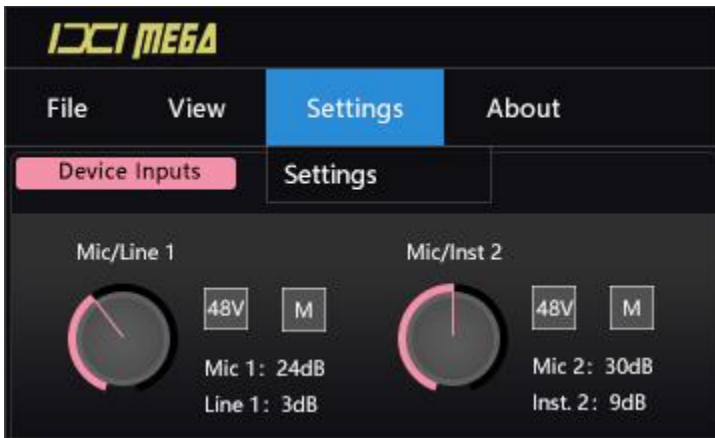 IXI MEGA
File View Settings About
Device Inputs Settings
Mic/Line 1 Mic/Inst 2
48V M 48V M
Mic 1: 24dB Mic 2: 30dB
Line 1: 3dB Inst. 2: 9dB